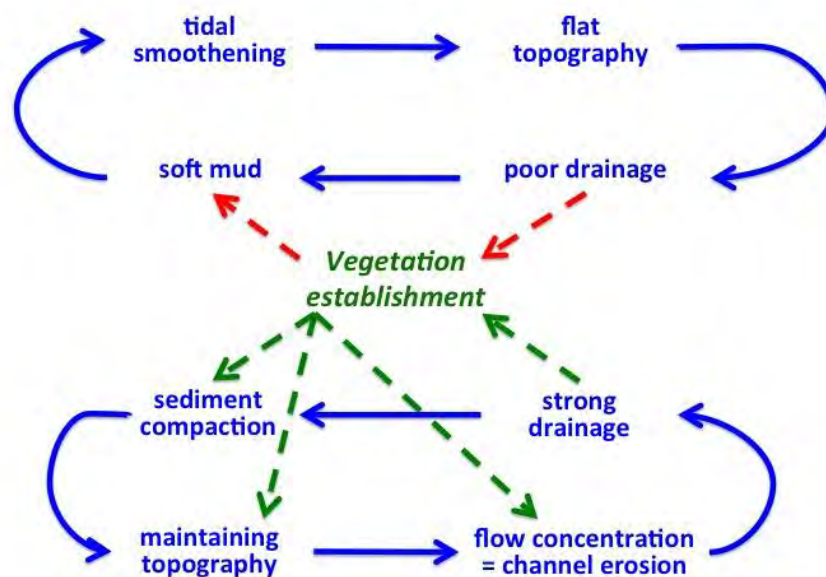 tidal
smoothening
flat
topography
soft mud
poor drainage
Vegetation
establishment
sediment
compaction
strong
drainage
maintaining
topography
flow concentration
= channel erosion